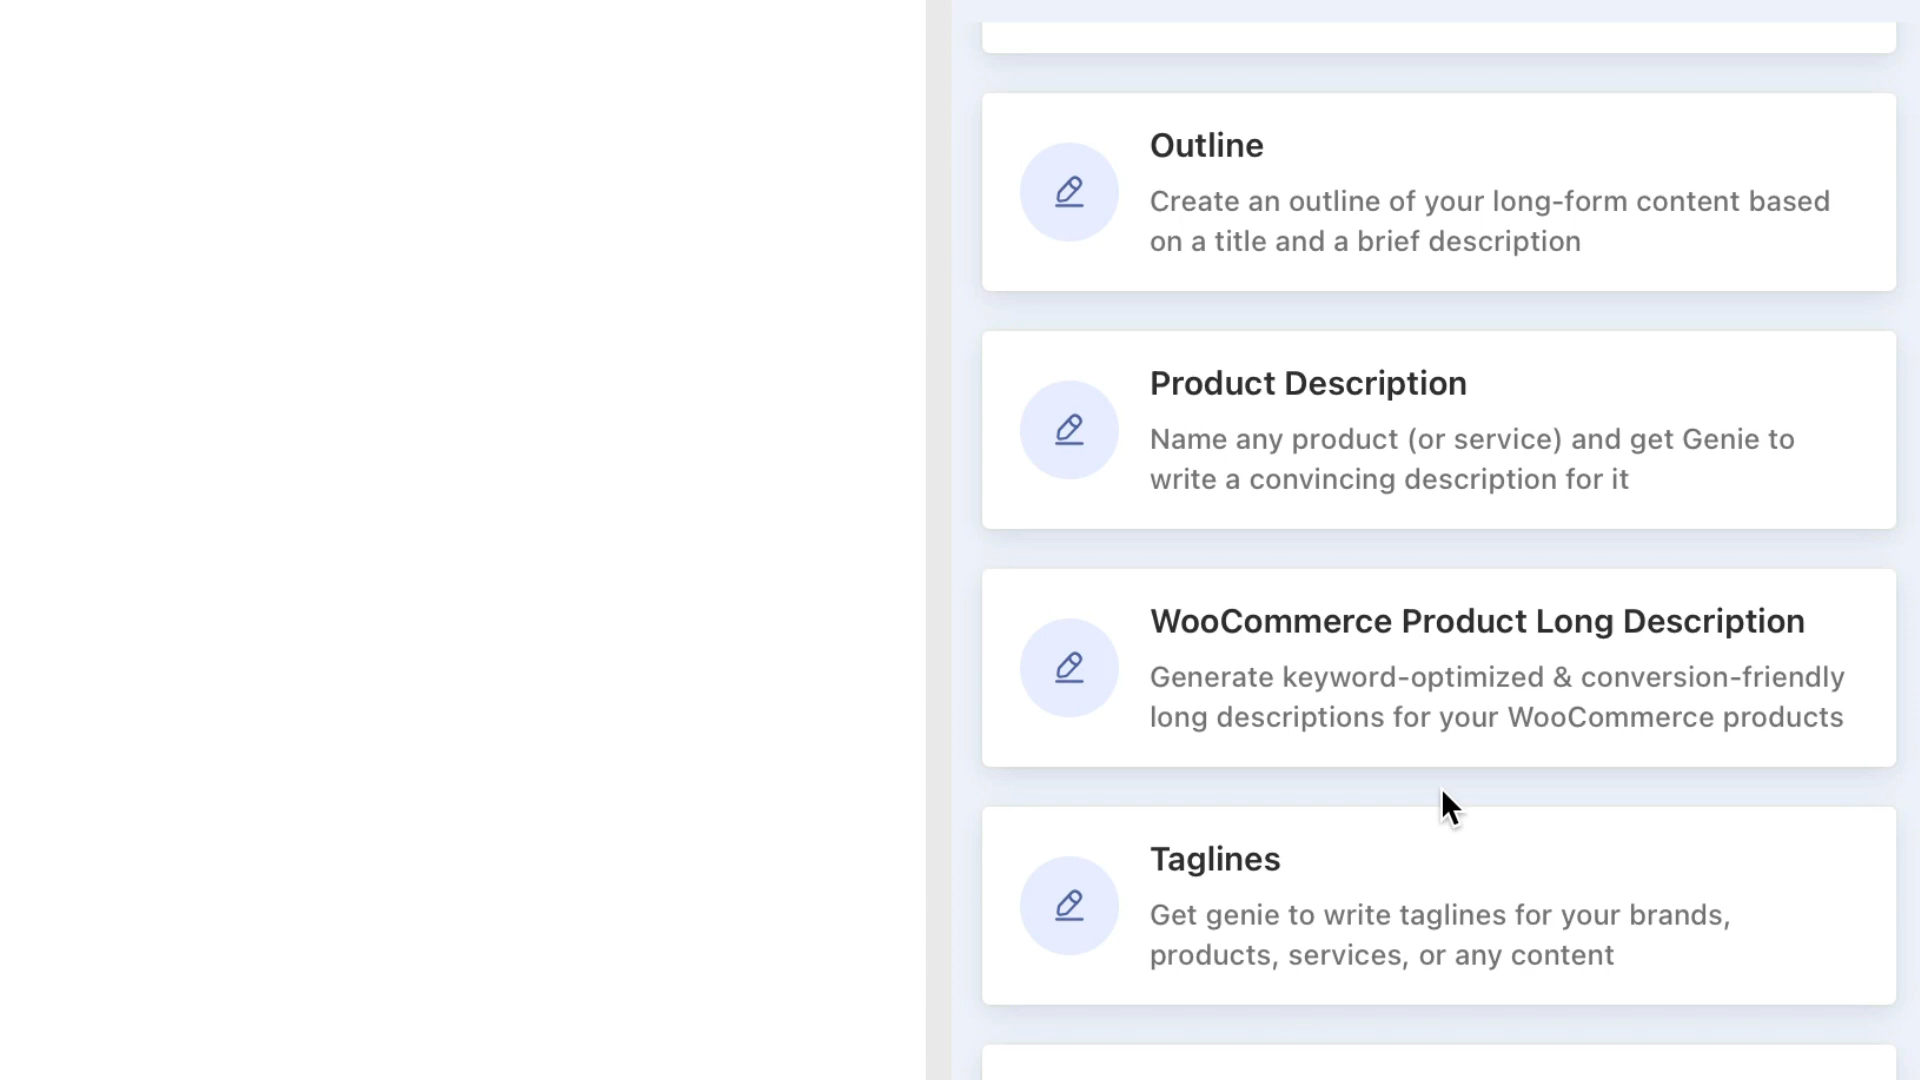 Outline
Create an outline of your long-form content based
on a title and a brief description
Product Description
Name any product (or service) and get Genie to
write a convincing description for it
WooCommerce Product Long Description
Generate keyword-optimized & conversion-friendly
long descriptions for your WooCommerce products
Taglines
Get genie to write taglines for your brands,
products, services, or any content